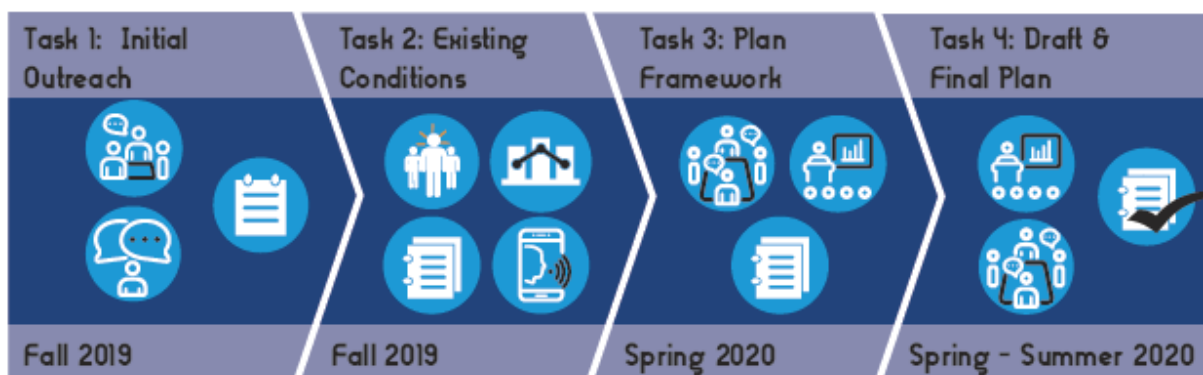 Task 1: Initial
Outreach
Task 2: Existing
Conditions
Task 3: Plan
Framework
Task 4: Draft &
Final Plan
Fall 2019
Fall 2019
Spring 2020
Spring - Summer 2020